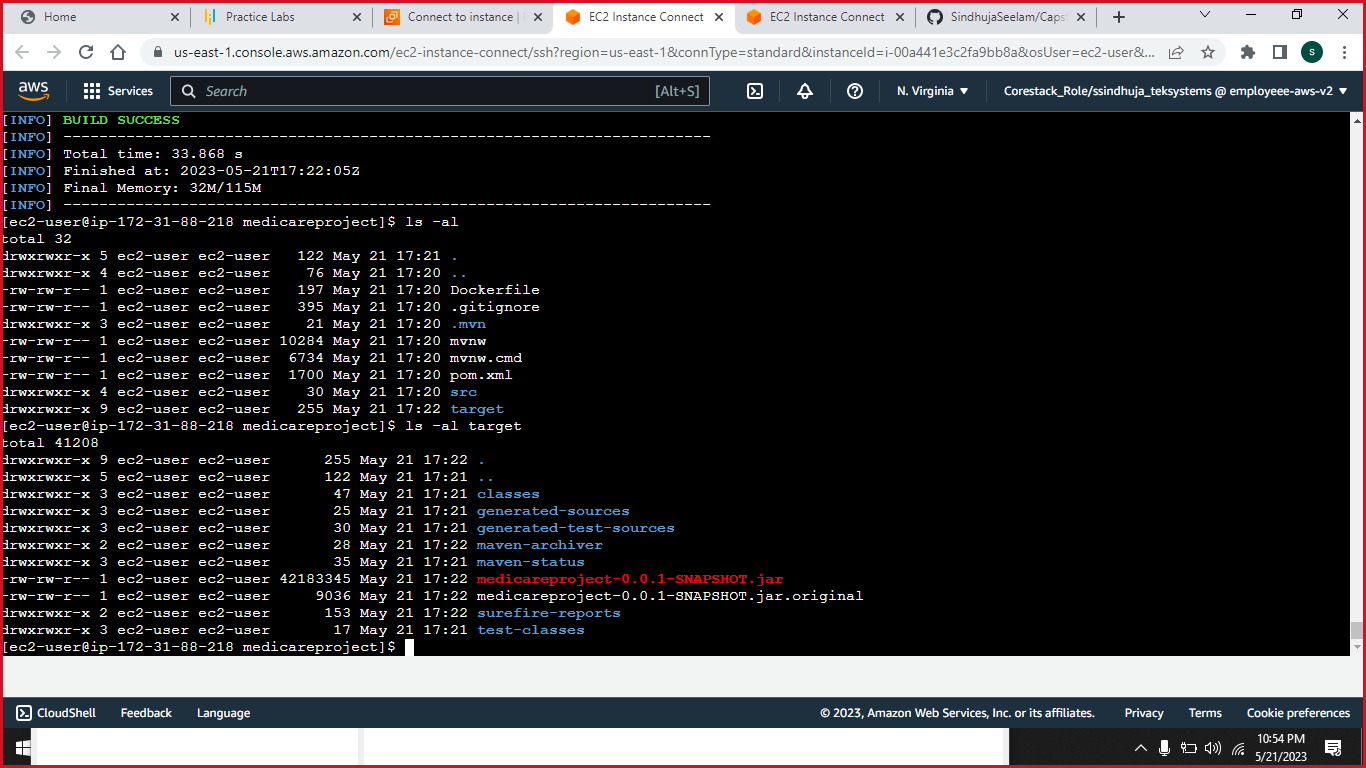 Home
Practice Labs
Connect to instance |
EC2 Instance Connect
EC2 Instance Connect
SindhujaSeelam/Capst
us-east-1.console.aws.amazon.com/ec2-instance-connect/ssh?region=us-east-1&connType=standard&instanceId=i-00a441e3c2fa9bb8a&osUser=ec2-user&...
S
aws
Services
Search
[Alt+S]
N. Virginia
Corestack_Role/ssindhuja_teksystems @ employeee-aws-v2
[INFO] BUILD SUCCESS
[INFO] ------------------------------------------------------------------------
[INFO] Total time: 33.868 s
[INFO] Finished at: 2023-05-21T17:22:05Z
[INFO] Final Memory: 32M/115M
[INFO] ------------------------------------------------------------------------
[ec2-user@ip-172-31-88-218 medicareproject]$ ls -al
total 32
drwxrwxr-x 5 ec2-user ec2-user   122 May 21 17:21 .
drwxrwxr-x 4 ec2-user ec2-user    76 May 21 17:20 ..
-rw-rw-r-- 1 ec2-user ec2-user   197 May 21 17:20 Dockerfile
-rw-rw-r-- 1 ec2-user ec2-user   395 May 21 17:20 .gitignore
drwxrwxr-x 3 ec2-user ec2-user    21 May 21 17:20 .mvn
-rw-rw-r-- 1 ec2-user ec2-user 10284 May 21 17:20 mvnw
-rw-rw-r-- 1 ec2-user ec2-user  6734 May 21 17:20 mvnw.cmd
-rw-rw-r-- 1 ec2-user ec2-user  1700 May 21 17:20 pom.xml
drwxrwxr-x 4 ec2-user ec2-user    30 May 21 17:20 src
drwxrwxr-x 9 ec2-user ec2-user   255 May 21 17:22 target
[ec2-user@ip-172-31-88-218 medicareproject]$ ls -al target
total 41208
drwxrwxr-x 9 ec2-user ec2-user      255 May 21 17:22 .
drwxrwxr-x 5 ec2-user ec2-user      122 May 21 17:21 ..
drwxrwxr-x 3 ec2-user ec2-user       47 May 21 17:21 classes
drwxrwxr-x 3 ec2-user ec2-user       25 May 21 17:21 generated-sources
drwxrwxr-x 3 ec2-user ec2-user       30 May 21 17:21 generated-test-sources
drwxrwxr-x 2 ec2-user ec2-user       28 May 21 17:22 maven-archiver
drwxrwxr-x 3 ec2-user ec2-user       35 May 21 17:21 maven-status
-rw-rw-r-- 1 ec2-user ec2-user 42183345 May 21 17:22 medicareproject-0.0.1-SNAPSHOT.jar
-rw-rw-r-- 1 ec2-user ec2-user     9036 May 21 17:22 medicareproject-0.0.1-SNAPSHOT.jar.original
drwxrwxr-x 2 ec2-user ec2-user      153 May 21 17:22 surefire-reports
drwxrwxr-x 3 ec2-user ec2-user       17 May 21 17:21 test-classes
[ec2-user@ip-172-31-88-218 medicareproject]$
CloudShell
Feedback
Language
© 2023, Amazon Web Services, Inc. or its affiliates.
Privacy
Terms
Cookie preferences
10:54 PM
5/21/2023